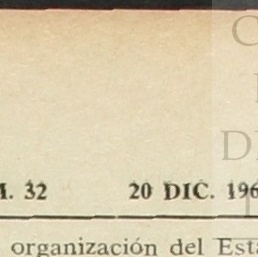 M. 32 20 DIC. 196
organización del Esta